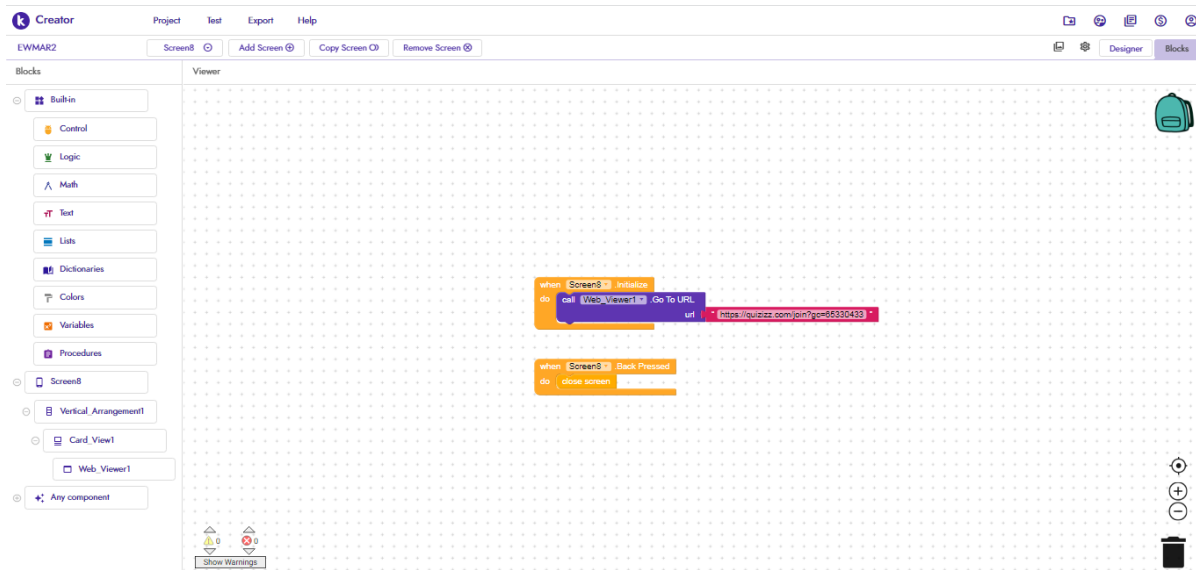 Creator Project Test Export Help
EWMAR2 Screen8 Add Screen Copy Screen Remove Screen Designer Blocks
Blocks Viewer
Built-in
Control
Logic
Math
Text
Lists
Dictionaries
Colors
Variables
Procedures
Screen8
Vertical_Arrangement1
Card_View1
Web_Viewer1
Any component
when Screen8 .Initialize
do call Web_Viewer1 .Go To URL
url " https://quizizz.com/join?gc=65330433 "
when Screen8 .Back Pressed
do close screen
0 0
Show Warnings